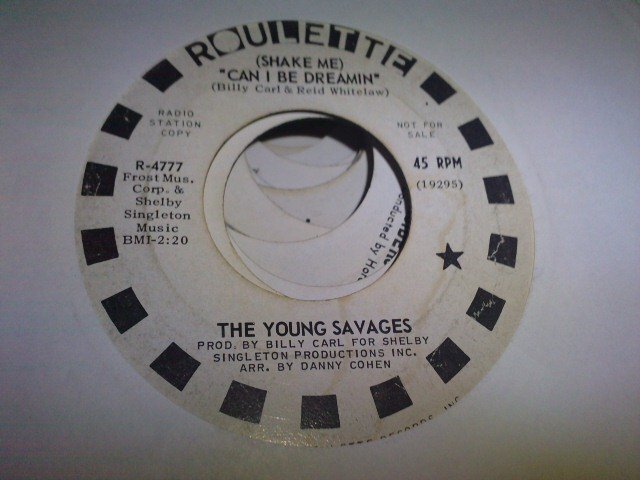 ROULETTE
(SHAKE ME)
"CAN I BE DREAMIN"
(Billy Carl & Reid Whitelaw)
RADIO
STATION
COPY
NOT FOR
SALE
R-4777
Frost Mus.
Corp. &
Shelby
Singleton
Music
BMI-2:20
45 RPM
(19295)
THE YOUNG SAVAGES
PROD. BY BILLY CARL FOR SHELBY
SINGLETON PRODUCTIONS INC.
ARR. BY DANNY COHEN